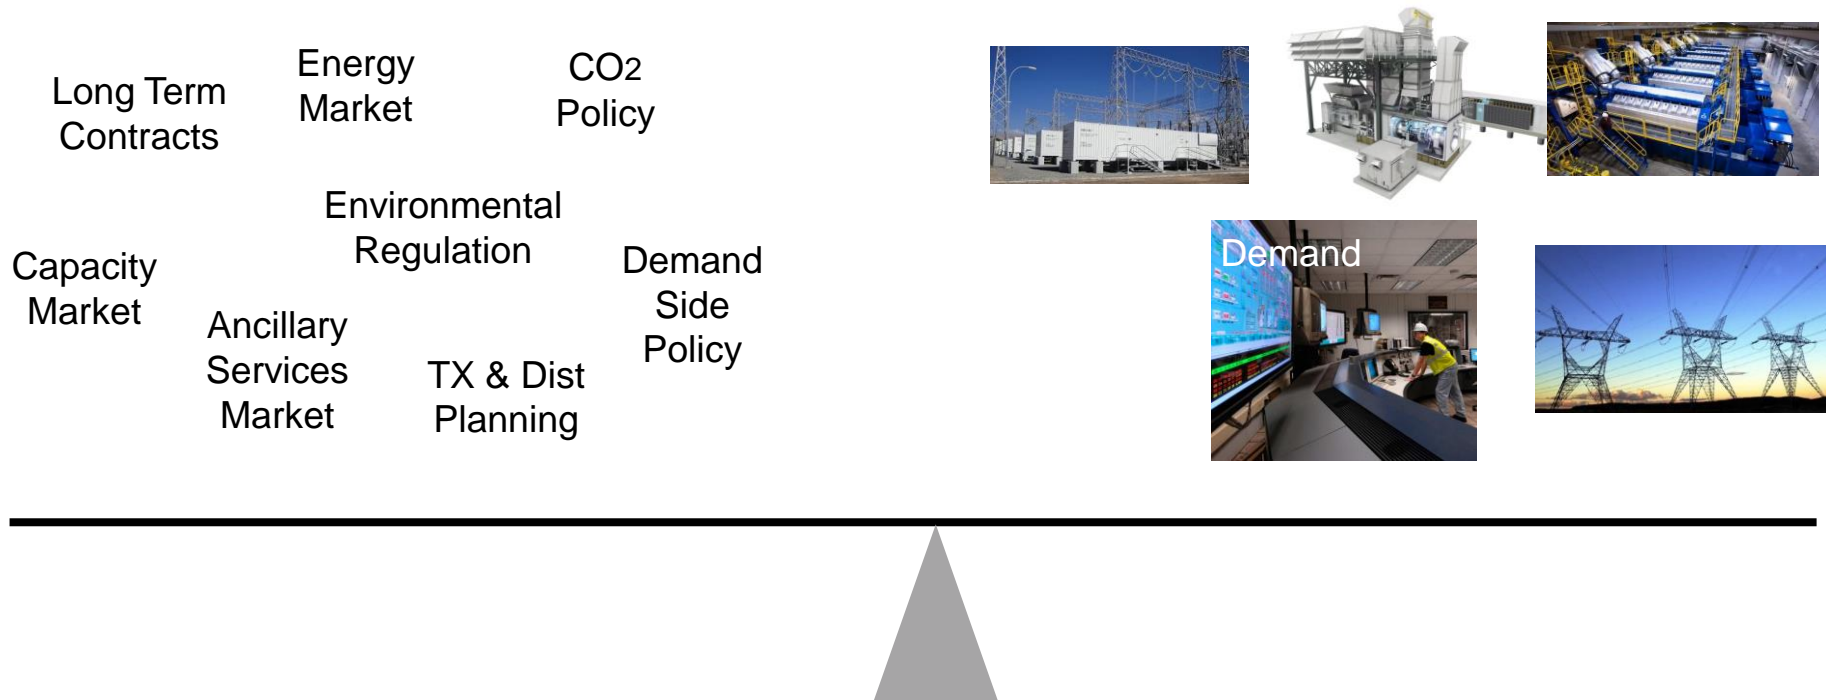 Long Term
Contracts
Energy
Market
CO2
Policy
Environmental
Regulation
Capacity
Market
Ancillary
Services
Market
TX & Dist
Planning
Demand
Side
Policy
Demand